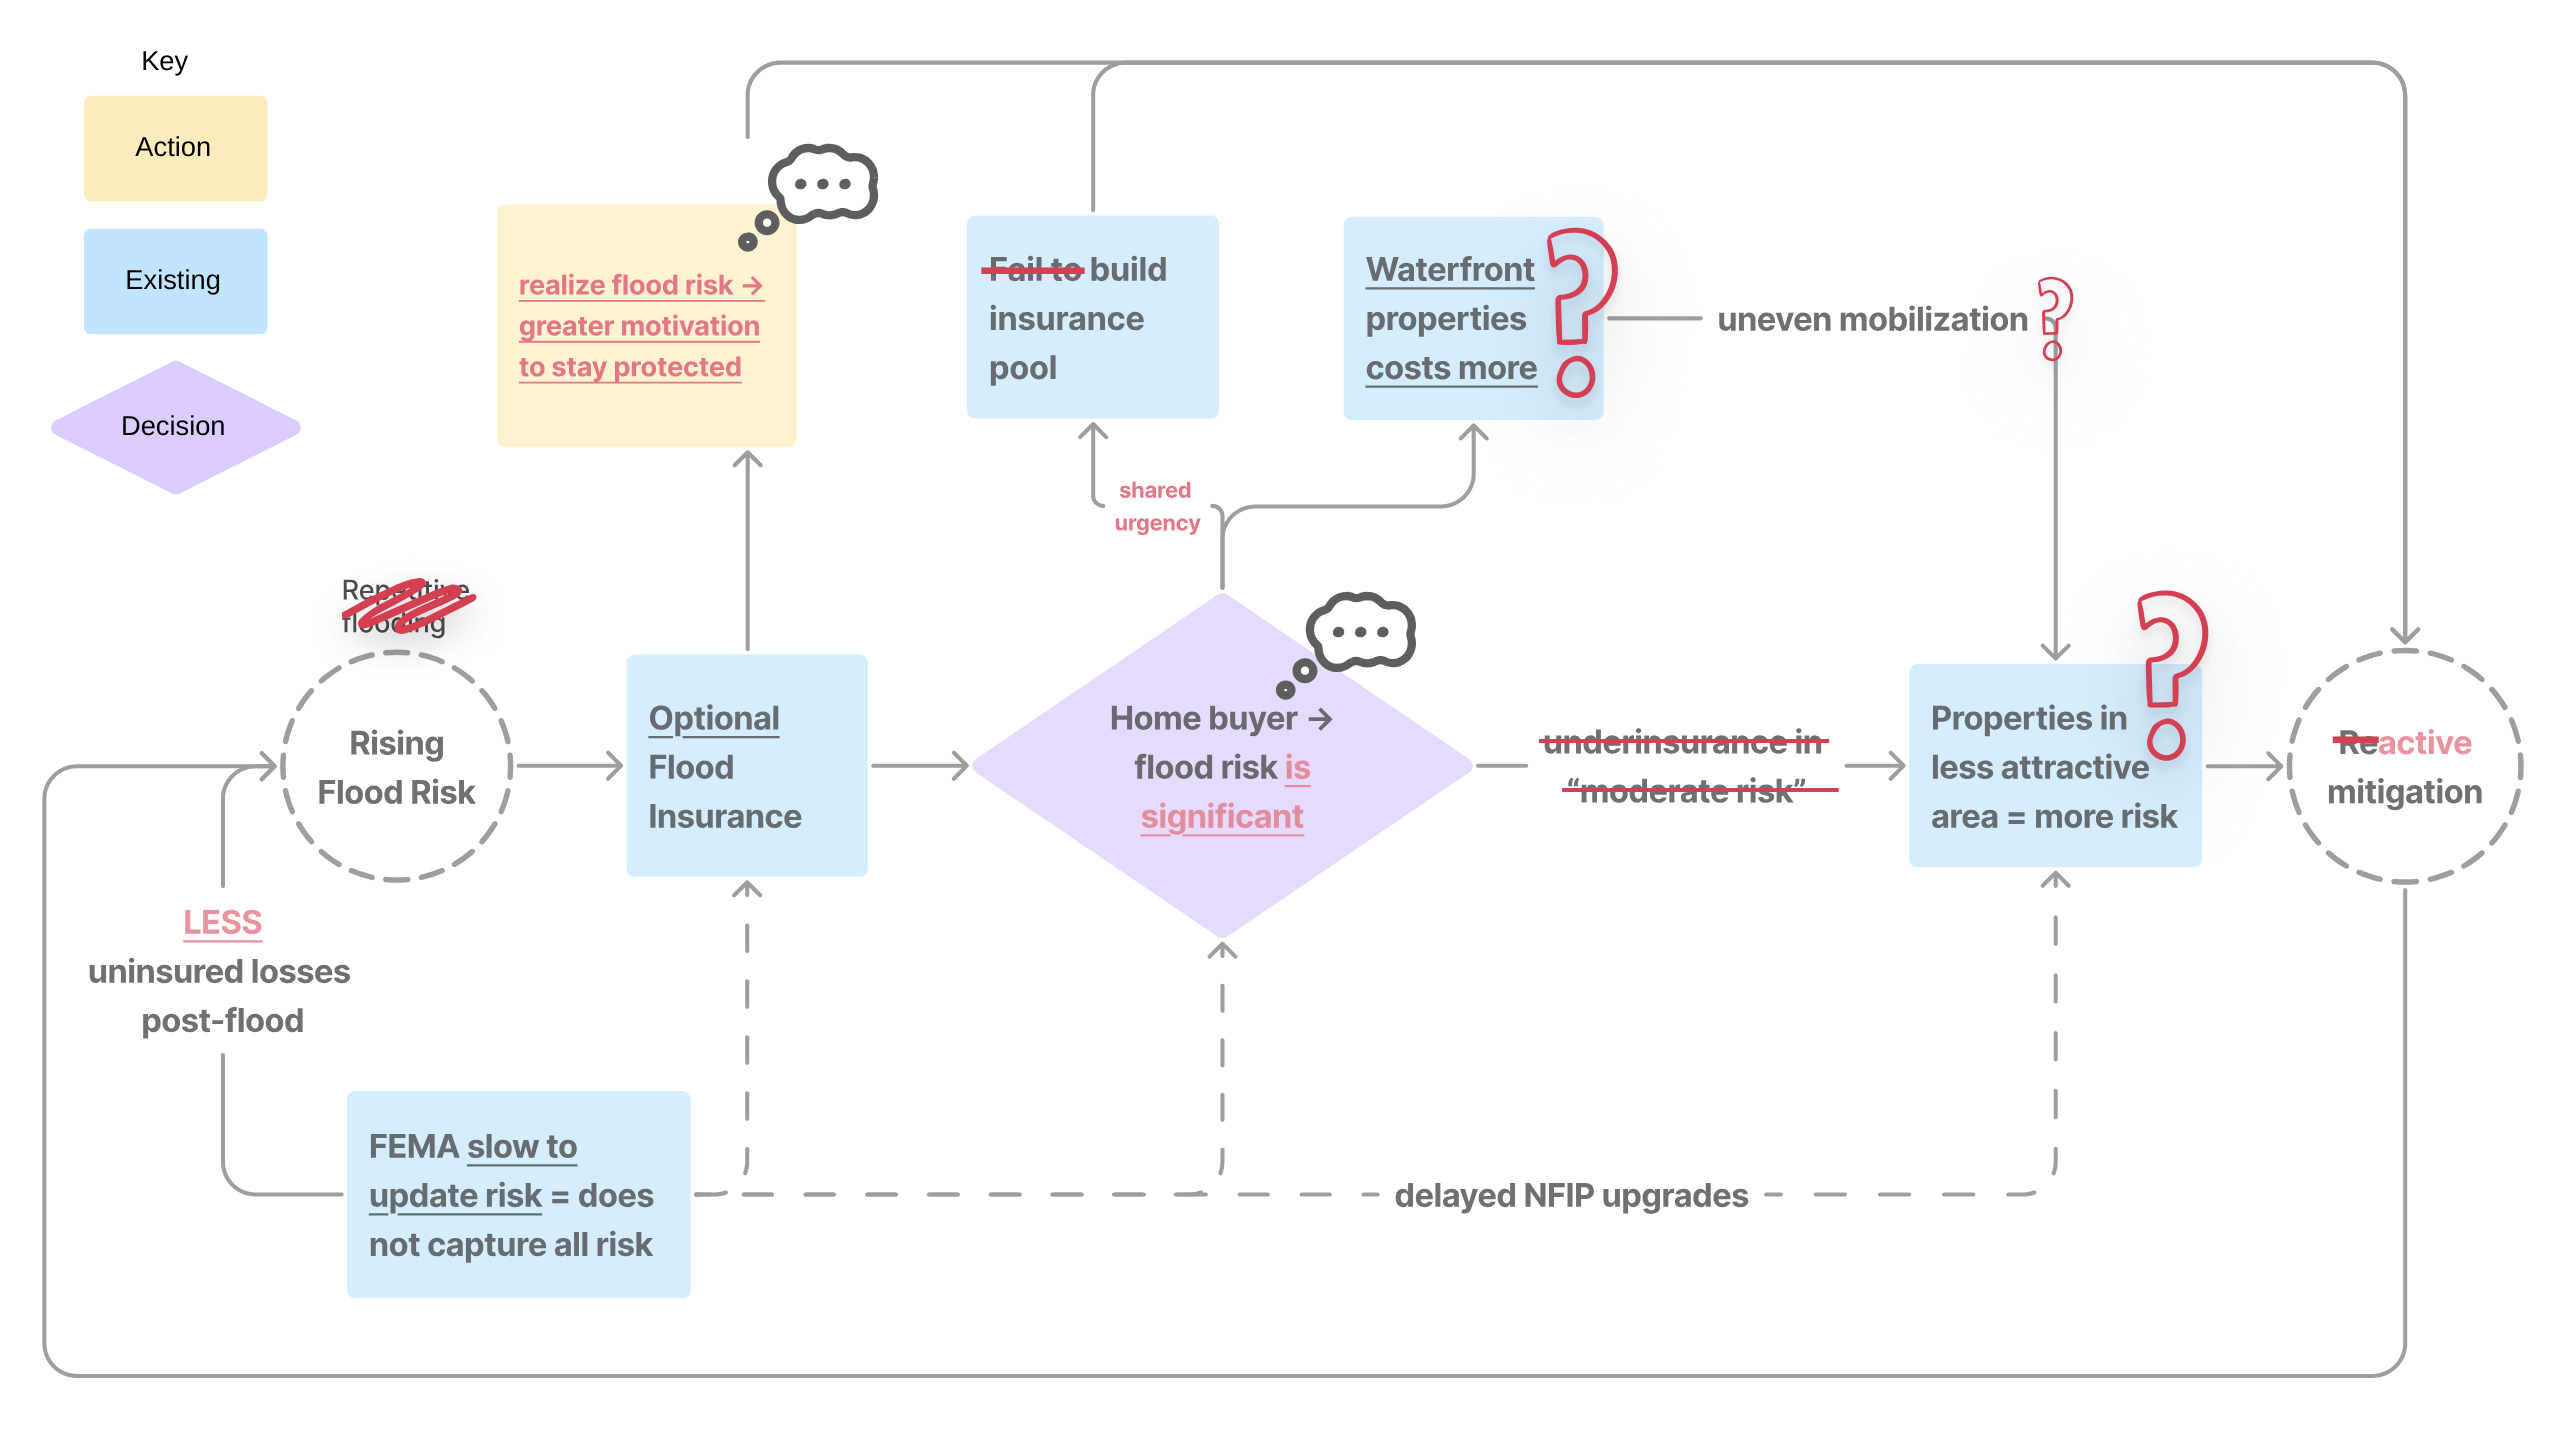 Key
Action
Existing
Decision
realize flood risk →
greater motivation
to stay protected
Fail to build
insurance
pool
Waterfront
properties
costs more
?
uneven mobilization
?
shared
urgency
Repetitive
flooding
Rising
Flood Risk
Optional
Flood
Insurance
Home buyer →
flood risk is
significant
underinsurance in
“moderate risk”
Properties in
less attractive
area = more risk
?
Reactive
mitigation
LESS
uninsured losses
post-flood
FEMA slow to
update risk = does
not capture all risk
delayed NFIP upgrades